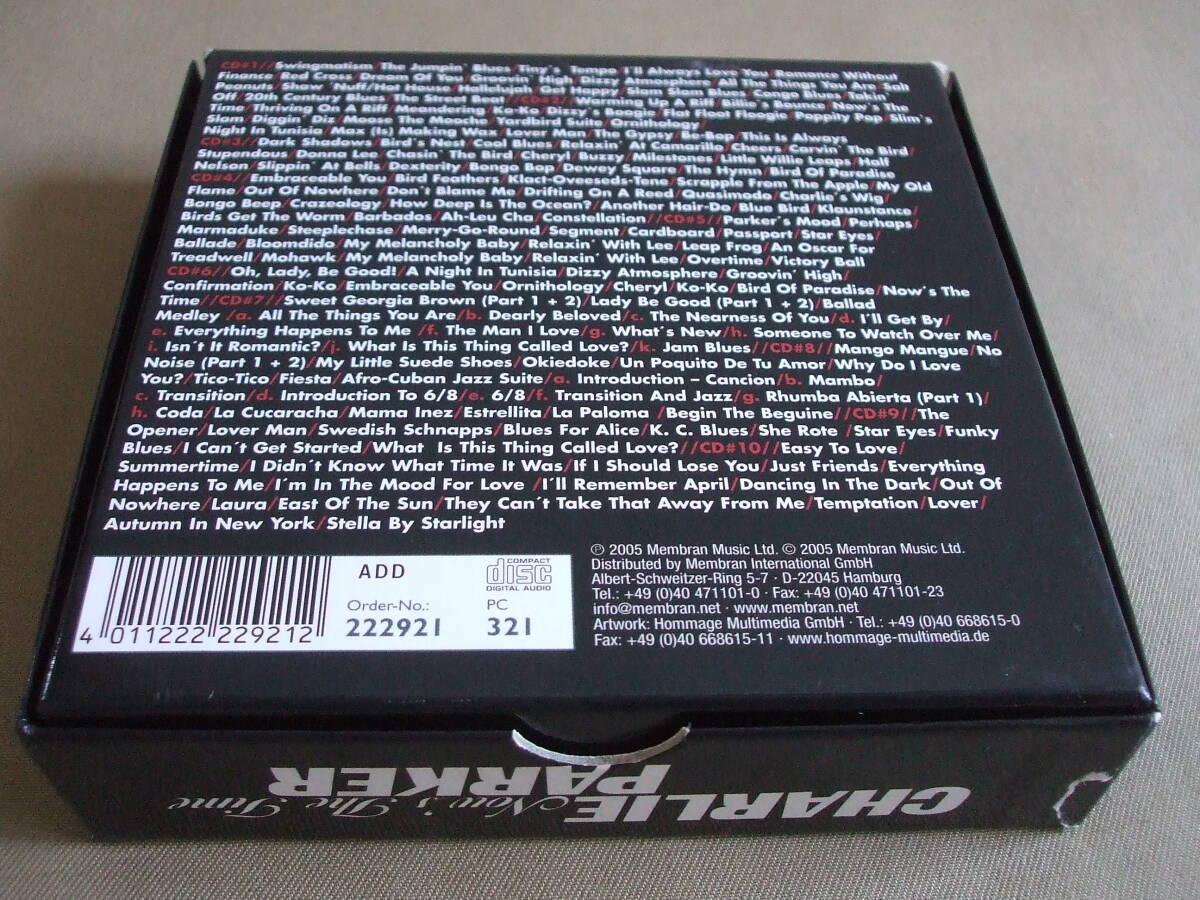 CD#1//Swingmatism/The Jumpin´ Blues/Tiny´s Tempo/I´ll Always Love You/Romance Without
Finance/Red Cross/Dream Of You/Groovin´ High/Dizzy Atmosphere/All The Things You Are/Salt
Peanuts/Shaw ´Nuff/Hot House/Hallelujah/Get Happy/Slam Slam Blues/Congo Blues/Takin´
Off/20th Century Blues/The Street Beat//CD#2//Warming Up A Riff/Billie´s Bounce/Now´s The
Time/Thriving On A Riff/Meandering/Ko-Ko/Dizzy´s Boogie/Flat Floot Floogie/Poppity Pop/Slim´s
Slam/Diggin´ Diz/Moose The Mooche/Yardbird Suite/Ornithology/
Night In Tunisia/Max (Is) Making Wax/Lover Man/The Gypsy/Be-Bop/This Is Always
CD#3//Dark Shadows/Bird´s Nest/Cool Blues/Relaxin´ At Camarillo/Cheers/Carvin´ The Bird/
Stupendous/Donna Lee/Chasin´ The Bird/Cheryl/Buzzy/Milestones/Little Willie Leaps/Half
Nelson/Slippin´ At Bells/Dexterity/Bongo Bop/Dewey Square/The Hymn/Bird Of Paradise
CD#4//Embraceable You/Bird Feathers/Klact-Oveeseds-Tene/Scrapple From The Apple/My Old
Flame/Out Of Nowhere/Don´t Blame Me/Drifting On A Reed/Quasimodo/Charlie´s Wig/
Bongo Beep/Crazeology/How Deep Is The Ocean?/Another Hair-Do/Blue Bird/Klaunstance/
Birds Get The Worm/Barbados/Ah-Leu Cha/Constellation//CD#5//Parker´s Mood/Perhaps/
Marmaduke/Steeplechase/Merry-Go-Round/Segment/Cardboard/Passport/Star Eyes/
Ballade/Bloomdido/My Melancholy Baby/Relaxin´ With Lee/Leap Frog/An Oscar For
Treadwell/Mohawk/My Melancholy Baby/Relaxin´ With Lee/Overtime/Victory Ball
CD#6//Oh, Lady, Be Good!/A Night In Tunisia/Dizzy Atmosphere/Groovin´ High/
Confirmation/Ko-Ko/Embraceable You/Ornithology/Cheryl/Ko-Ko/Bird Of Paradise/Now´s The
Time//CD#7//Sweet Georgia Brown (Part 1 + 2)/Lady Be Good (Part 1 + 2)/Ballad
Medley /a. All The Things You Are/b. Dearly Beloved/c. The Nearness Of You/d. I´ll Get By/
e. Everything Happens To Me /f. The Man I Love/g. What´s New/h. Someone To Watch Over Me/
i. Isn´t It Romantic?/j. What Is This Thing Called Love?/k. Jam Blues//CD#8//Mango Mangue/No
Noise (Part 1 + 2)/My Little Suede Shoes/Okiedoke/Un Poquito De Tu Amor/Why Do I Love
You?/Tico-Tico/Fiesta/Afro-Cuban Jazz Suite/a. Introduction – Cancion/b. Mambo/
c. Transition/d. Introduction To 6/8/e. 6/8/f. Transition And Jazz/g. Rhumba Abierta (Part 1)/
h. Coda/La Cucaracha/Mama Inez/Estrellita/La Paloma /Begin The Beguine//CD#9//The
Opener/Lover Man/Swedish Schnapps/Blues For Alice/K. C. Blues/She Rote /Star Eyes/Funky
Blues/I Can´t Get Started/What Is This Thing Called Love?//CD#10//Easy To Love/
Summertime/I Didn´t Know What Time It Was/If I Should Lose You/Just Friends/Everything
Happens To Me/I´m In The Mood For Love /I´ll Remember April/Dancing In The Dark/Out Of
Nowhere/Laura/East Of The Sun/They Can´t Take That Away From Me/Temptation/Lover/
Autumn In New York/Stella By Starlight
4 011222 229212
ADD
COMPACT
disc
DIGITAL AUDIO
Order-No.:
222921
PC
321
℗ 2005 Membran Music Ltd. © 2005 Membran Music Ltd.
Distributed by Membran International GmbH
Albert-Schweitzer-Ring 5-7 · D-22045 Hamburg
Tel.: +49 (0)40 471101-0 · Fax: +49 (0)40 471101-23
info@membran.net · www.membran.net
Artwork: Hommage Multimedia GmbH · Tel.: +49 (0)40 668615-0
Fax: +49 (0)40 668615-11 · www.hommage-multimedia.de
CHARLIE
PARKER
Now's The Time